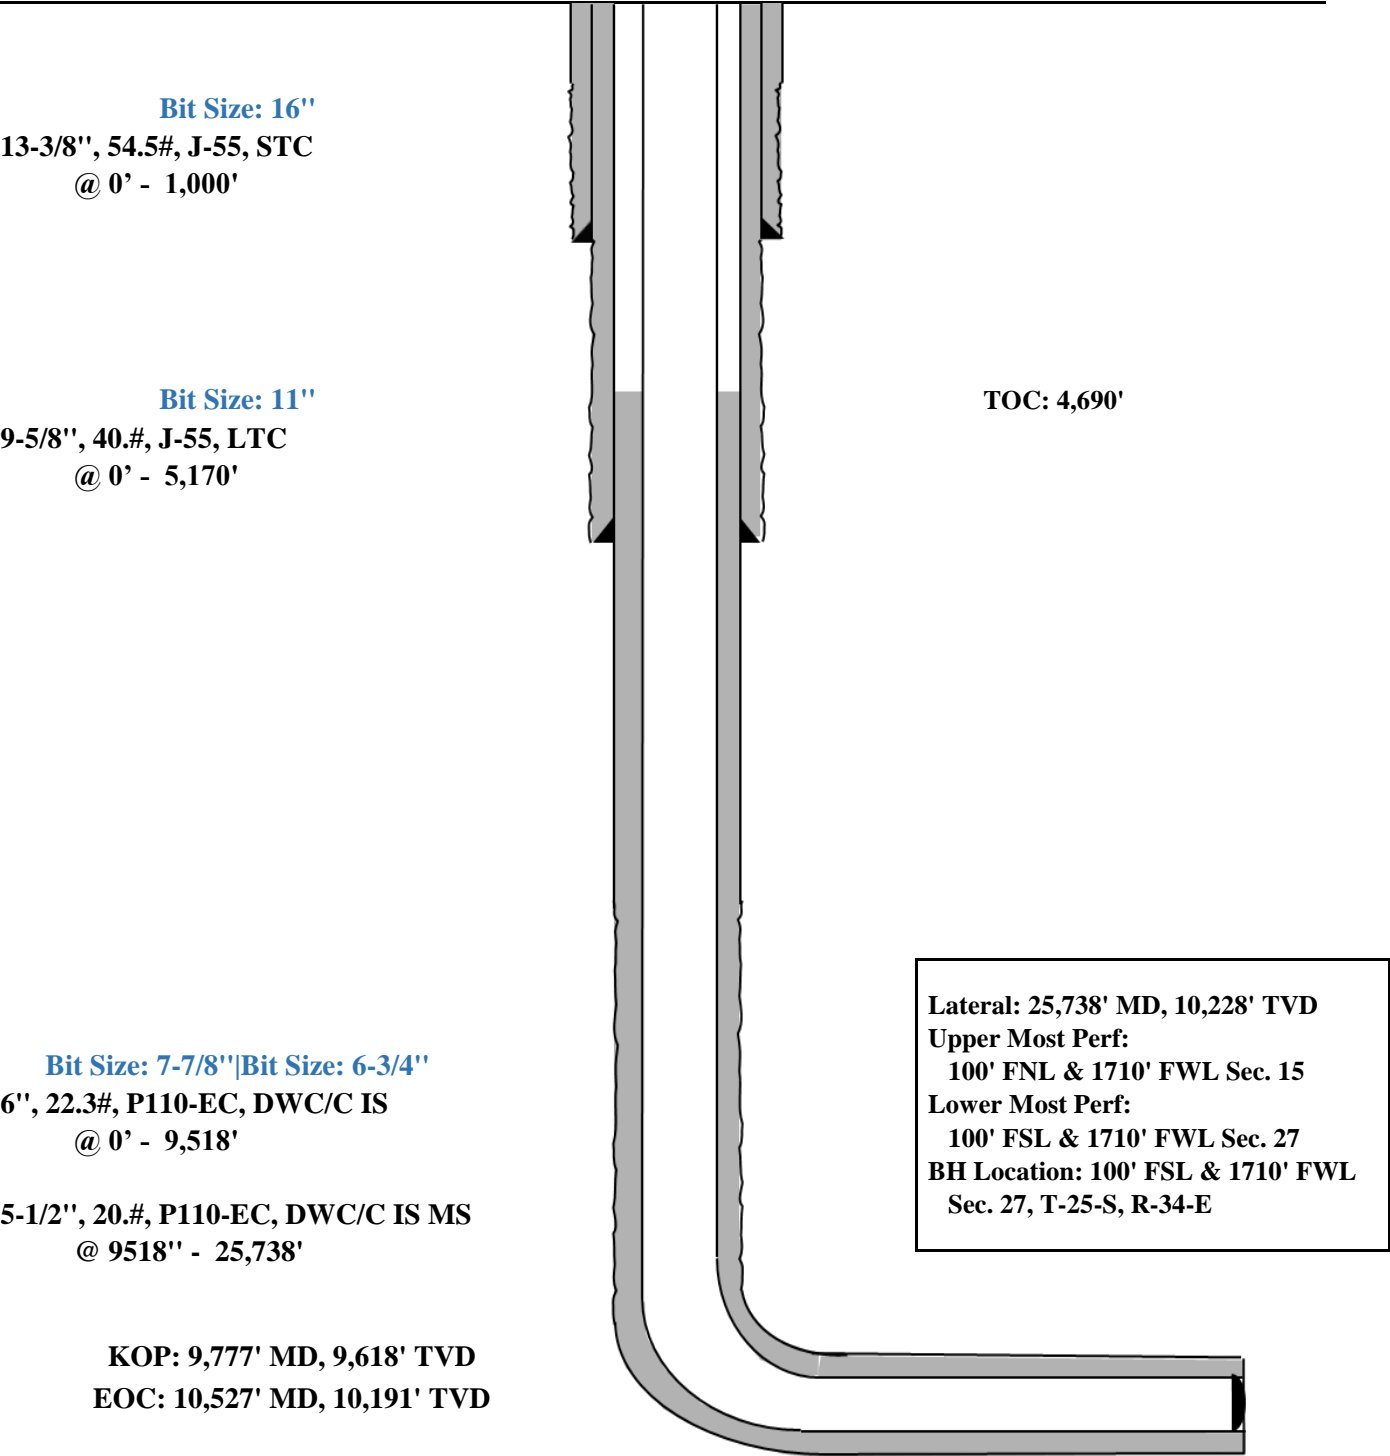 Bit Size: 16''
13-3/8'', 54.5#, J-55, STC
@ 0’ - 1,000'
Bit Size: 11''
9-5/8'', 40.#, J-55, LTC
@ 0’ - 5,170'
TOC: 4,690'
Bit Size: 7-7/8''|Bit Size: 6-3/4''
6'', 22.3#, P110-EC, DWC/C IS
@ 0’ - 9,518'
5-1/2'', 20.#, P110-EC, DWC/C IS MS
@ 9518'' - 25,738'
KOP: 9,777' MD, 9,618' TVD
EOC: 10,527' MD, 10,191' TVD
Lateral: 25,738' MD, 10,228' TVD
Upper Most Perf:
100' FNL & 1710' FWL Sec. 15
Lower Most Perf:
100' FSL & 1710' FWL Sec. 27
BH Location: 100' FSL & 1710' FWL
Sec. 27, T-25-S, R-34-E